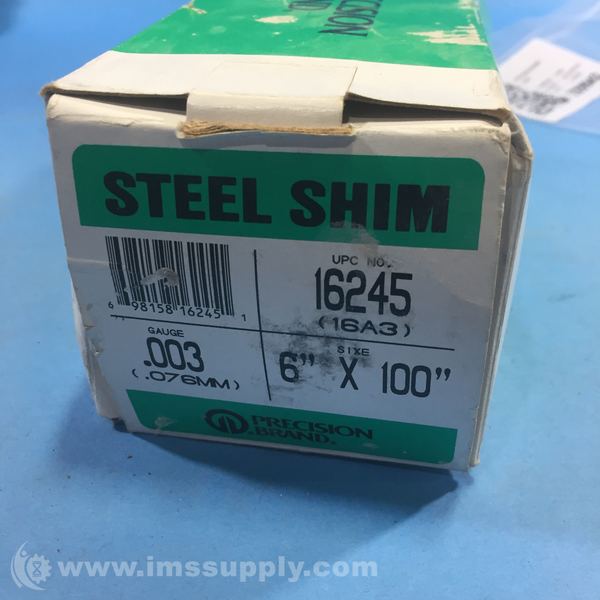 PRECISION
STEEL SHIM
UPC NO.
16245
(16A3)
6 98158 16245 1
GAUGE
.003
(.076MM)
SIZE
6" X 100"
PRECISION
BRAND®
www.imssupply.com